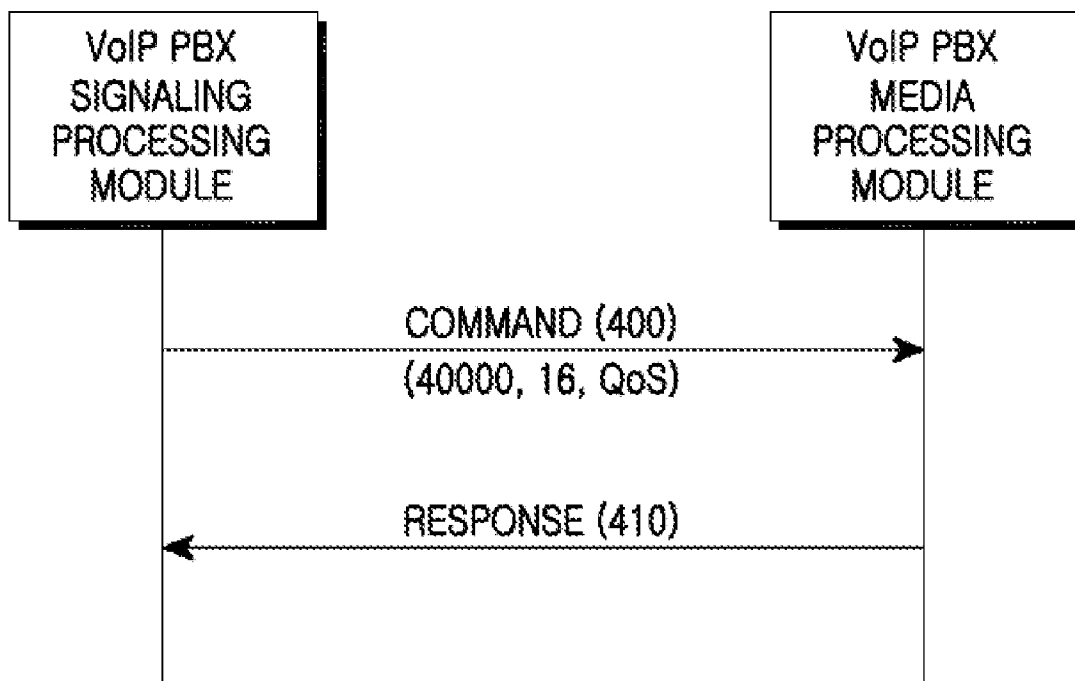 VoIP PBX
SIGNALING
PROCESSING
MODULE
VoIP PBX
MEDIA
PROCESSING
MODULE
COMMAND (400)
(40000, 16, QoS)
RESPONSE (410)